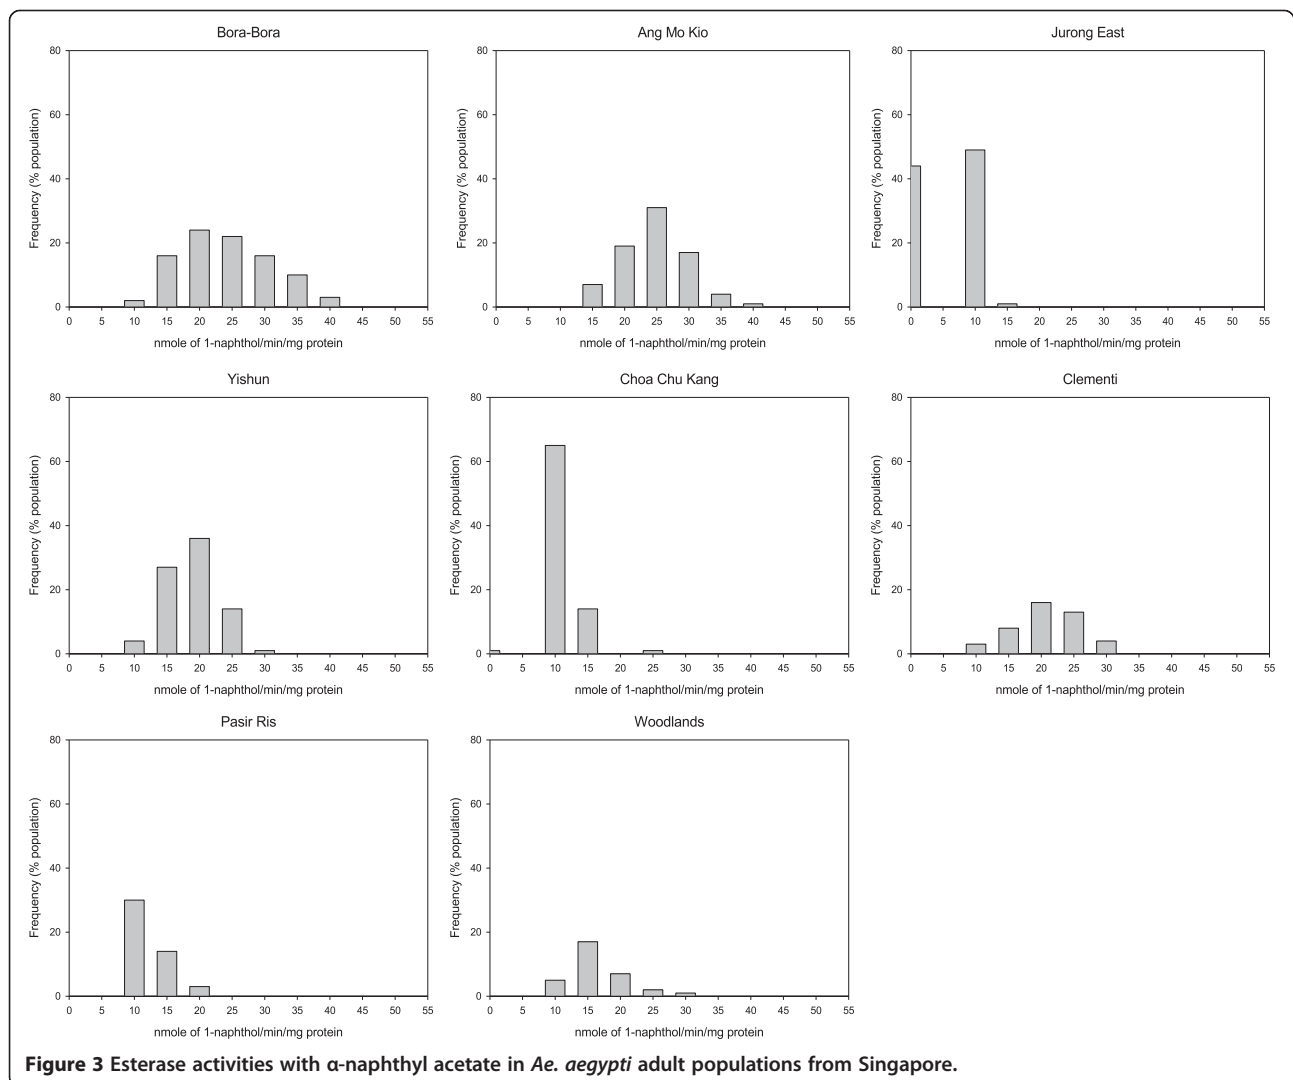 Bora-Bora
80
60
40
20
0
Frequency (% population)
0 5 10 15 20 25 30 35 40 45 50 55
nmole of 1-naphthol/min/mg protein
Ang Mo Kio
80
60
40
20
0
Frequency (% population)
0 5 10 15 20 25 30 35 40 45 50 55
nmole of 1-naphthol/min/mg protein
Jurong East
80
60
40
20
0
Frequency (% population)
0 5 10 15 20 25 30 35 40 45 50 55
nmole of 1-naphthol/min/mg protein
Yishun
80
60
40
20
0
Frequency (% population)
0 5 10 15 20 25 30 35 40 45 50 55
nmole of 1-naphthol/min/mg protein
Choa Chu Kang
80
60
40
20
0
Frequency (% population)
0 5 10 15 20 25 30 35 40 45 50 55
nmole of 1-naphthol/min/mg protein
Clementi
80
60
40
20
0
Frequency (% population)
0 5 10 15 20 25 30 35 40 45 50 55
nmole of 1-naphthol/min/mg protein
Pasir Ris
80
60
40
20
0
Frequency (% population)
0 5 10 15 20 25 30 35 40 45 50 55
nmole of 1-naphthol/min/mg protein
Woodlands
80
60
40
20
0
Frequency (% population)
0 5 10 15 20 25 30 35 40 45 50 55
nmole of 1-naphthol/min/mg protein
Figure 3 Esterase activities with α-naphthyl acetate in Ae. aegypti adult populations from Singapore.